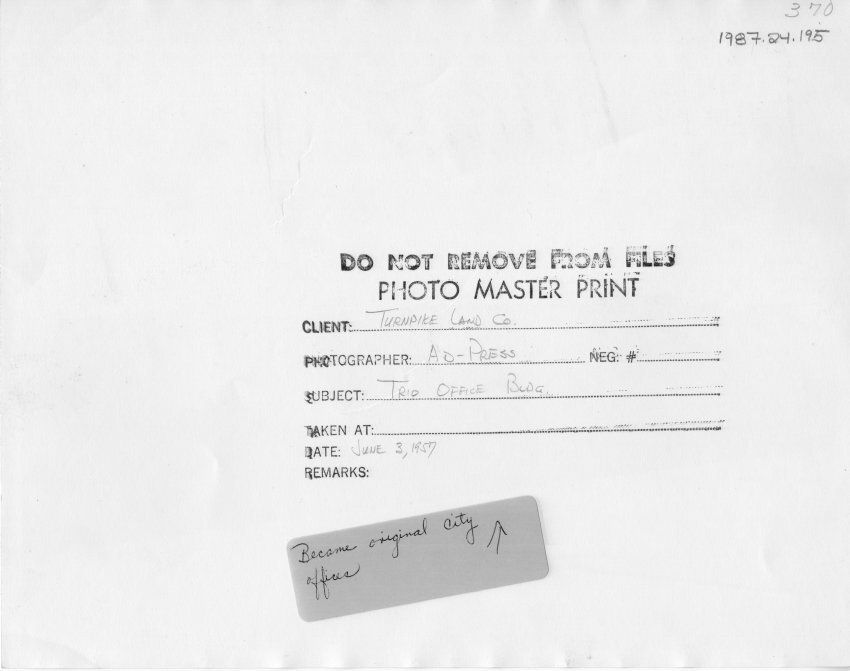 370
1987.24.195
DO NOT REMOVE FROM FILES
PHOTO MASTER PRINT
CLIENT: TURNPIKE LAND CO.
PHOTOGRAPHER: AD-PRESS NEG. #
SUBJECT: TRIO OFFICE BLDG.
TAKEN AT:
DATE: JUNE 3, 1957
REMARKS:
Became original city ↑
offices